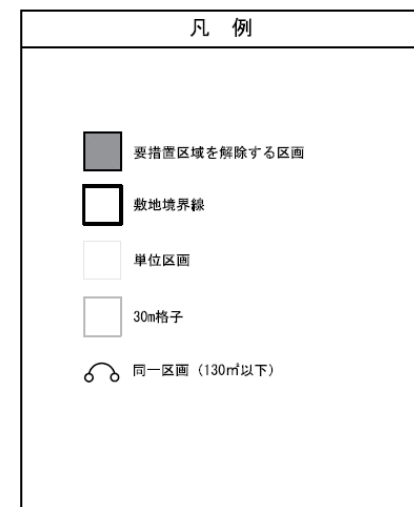 凡　例
要措置区域を解除する区画
敷地境界線
単位区画
30m格子
同一区画（130㎡以下）